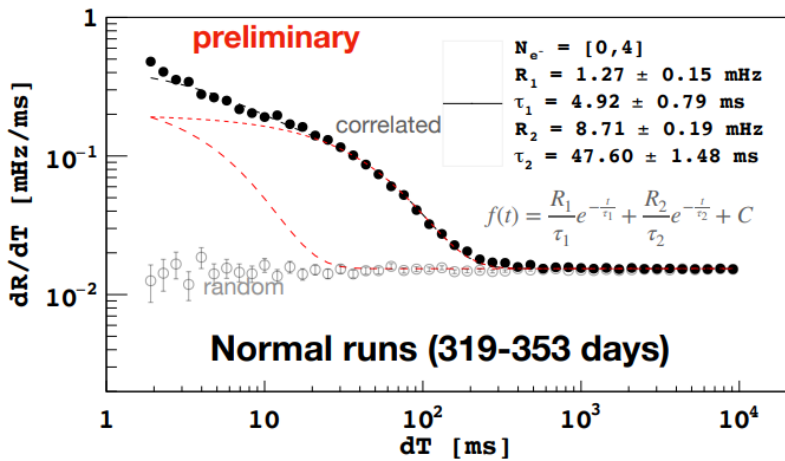 preliminary
N_e- = [0,4]
R_1 = 1.27 ± 0.15 mHz
τ_1 = 4.92 ± 0.79 ms
R_2 = 8.71 ± 0.19 mHz
τ_2 = 47.60 ± 1.48 ms
correlated
f(t) = R_1/τ_1 e^{-t/τ_1} + R_2/τ_2 e^{-t/τ_2} + C
random
Normal runs (319-353 days)
dR/dT [mHz/ms]
1
10^{-1}
10^{-2}
1 10 10^2 10^3 10^4
dT [ms]